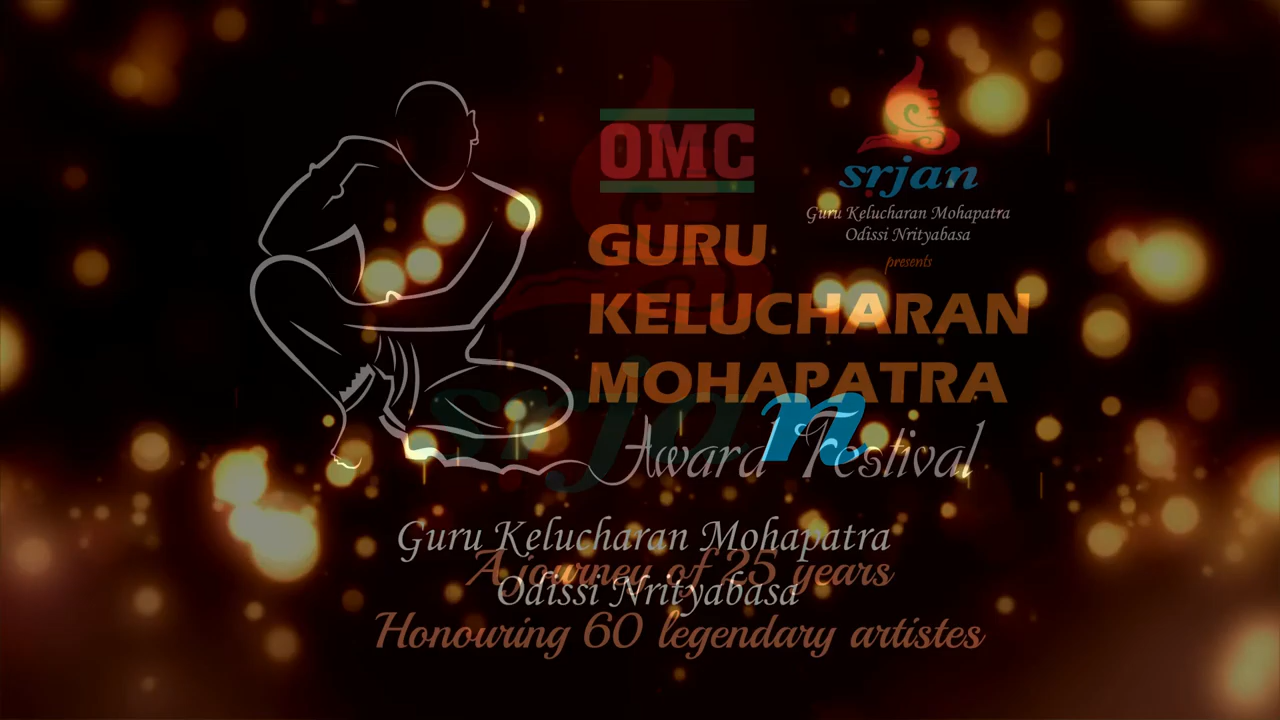 OMC
srjan
Guru Kelucharan Mohapatra
Odissi Nrityabasa
presents
GURU
KELUCHARAN
MOHAPATRA
srjan
Award Festival
Guru Kelucharan Mohapatra
A journey of 25 years
Odissi Nrityabasa
Honouring 60 legendary artistes